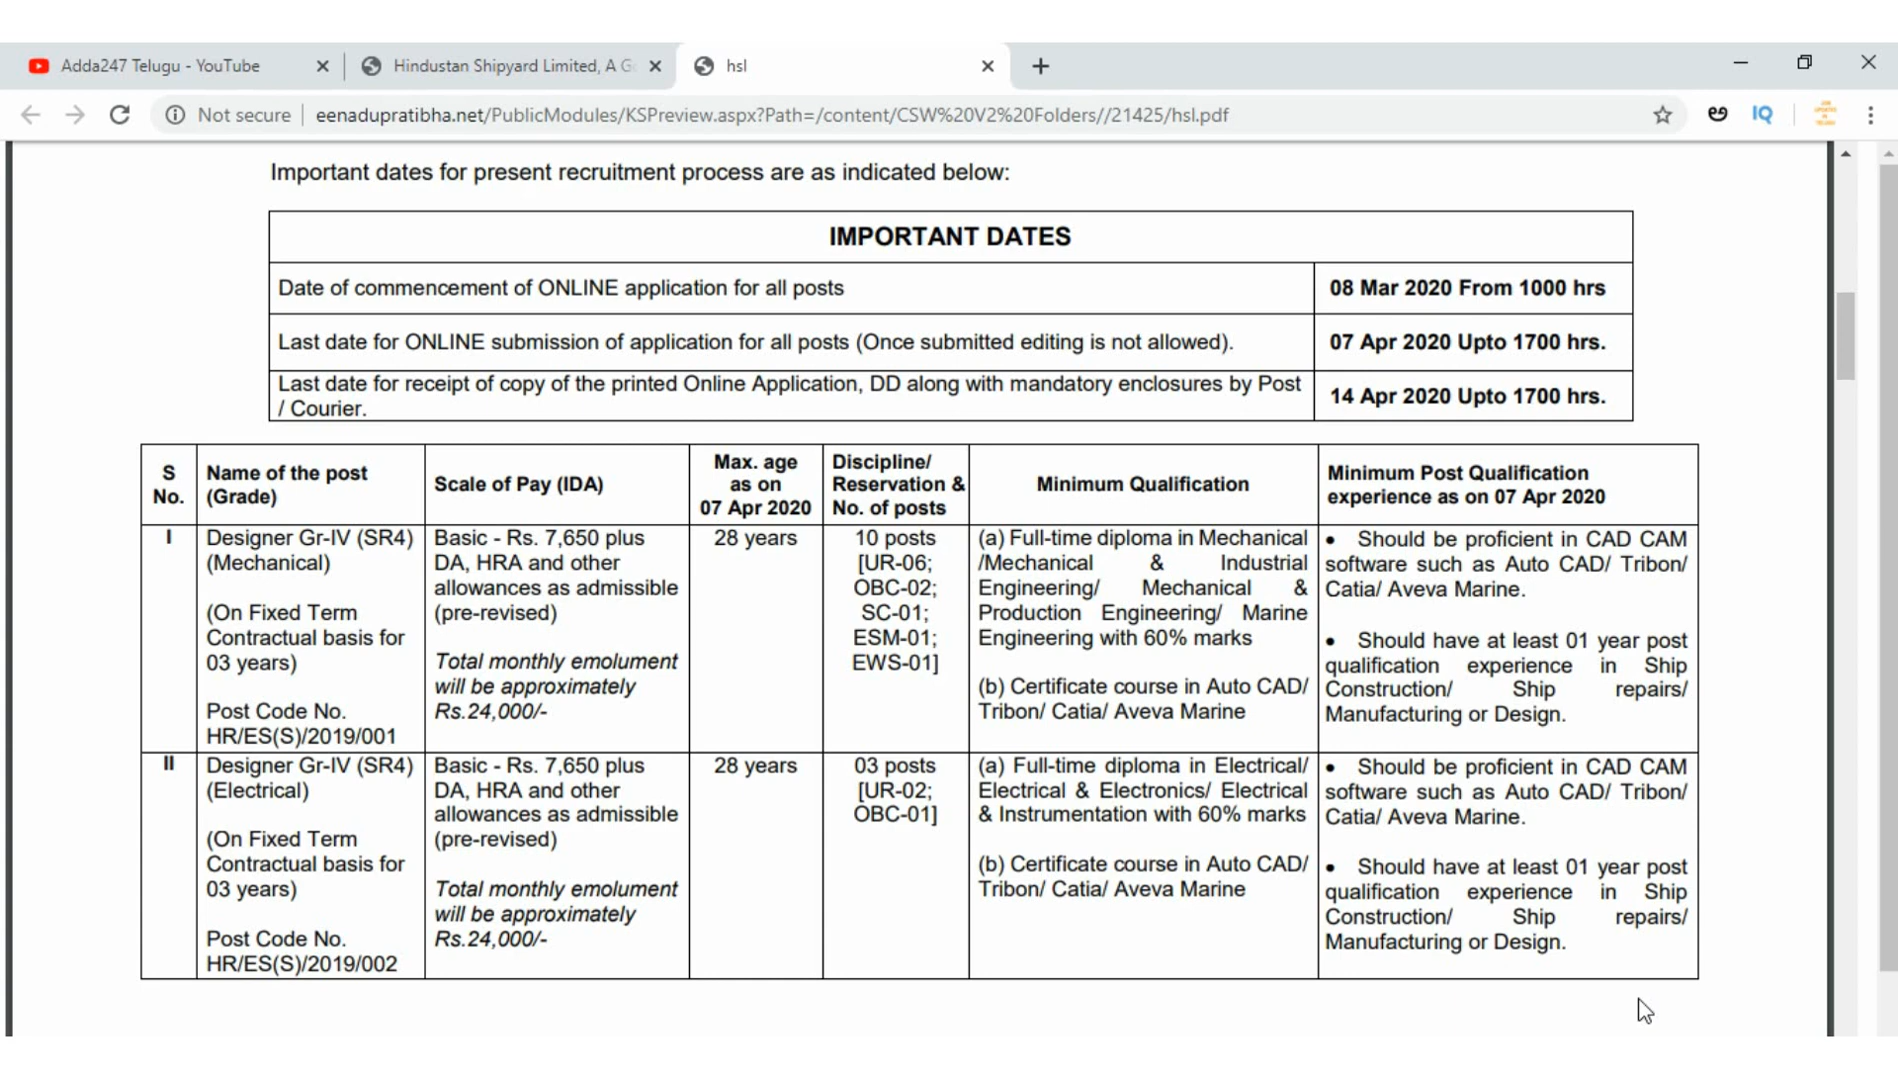 Adda247 Telugu - YouTube
Hindustan Shipyard Limited, A Go
hsl
Not secure
eenadupratibha.net/PublicModules/KSPreview.aspx?Path=/content/CSW%20V2%20Folders//21425/hsl.pdf
IQ
Important dates for present recruitment process are as indicated below:
IMPORTANT DATES
Date of commencement of ONLINE application for all posts
08 Mar 2020 From 1000 hrs
Last date for ONLINE submission of application for all posts (Once submitted editing is not allowed).
07 Apr 2020 Upto 1700 hrs.
Last date for receipt of copy of the printed Online Application, DD along with mandatory enclosures by Post
/ Courier.
14 Apr 2020 Upto 1700 hrs.
S
No.
Name of the post
(Grade)
Scale of Pay (IDA)
Max. age
as on
07 Apr 2020
Discipline/
Reservation &
No. of posts
Minimum Qualification
Minimum Post Qualification
experience as on 07 Apr 2020
I
Designer Gr-IV (SR4)
(Mechanical)
(On Fixed Term
Contractual basis for
03 years)
Post Code No.
HR/ES(S)/2019/001
Basic - Rs. 7,650 plus
DA, HRA and other
allowances as admissible
(pre-revised)
Total monthly emolument
will be approximately
Rs.24,000/-
28 years
10 posts
[UR-06;
OBC-02;
SC-01;
ESM-01;
EWS-01]
(a) Full-time diploma in Mechanical
/Mechanical & Industrial
Engineering/ Mechanical &
Production Engineering/ Marine
Engineering with 60% marks
(b) Certificate course in Auto CAD/
Tribon/ Catia/ Aveva Marine
• Should be proficient in CAD CAM
software such as Auto CAD/ Tribon/
Catia/ Aveva Marine.
• Should have at least 01 year post
qualification experience in Ship
Construction/ Ship repairs/
Manufacturing or Design.
II
Designer Gr-IV (SR4)
(Electrical)
(On Fixed Term
Contractual basis for
03 years)
Post Code No.
HR/ES(S)/2019/002
Basic - Rs. 7,650 plus
DA, HRA and other
allowances as admissible
(pre-revised)
Total monthly emolument
will be approximately
Rs.24,000/-
28 years
03 posts
[UR-02;
OBC-01]
(a) Full-time diploma in Electrical/
Electrical & Electronics/ Electrical
& Instrumentation with 60% marks
(b) Certificate course in Auto CAD/
Tribon/ Catia/ Aveva Marine
• Should be proficient in CAD CAM
software such as Auto CAD/ Tribon/
Catia/ Aveva Marine.
• Should have at least 01 year post
qualification experience in Ship
Construction/ Ship repairs/
Manufacturing or Design.